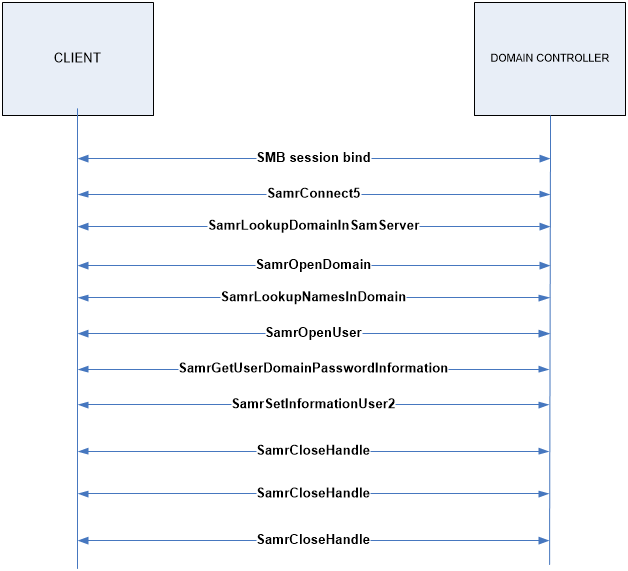 CLIENT
DOMAIN CONTROLLER
SMB session bind
SamrConnect5
SamrLookupDomainInSamServer
SamrOpenDomain
SamrLookupNamesInDomain
SamrOpenUser
SamrGetUserDomainPasswordInformation
SamrSetInformationUser2
SamrCloseHandle
SamrCloseHandle
SamrCloseHandle